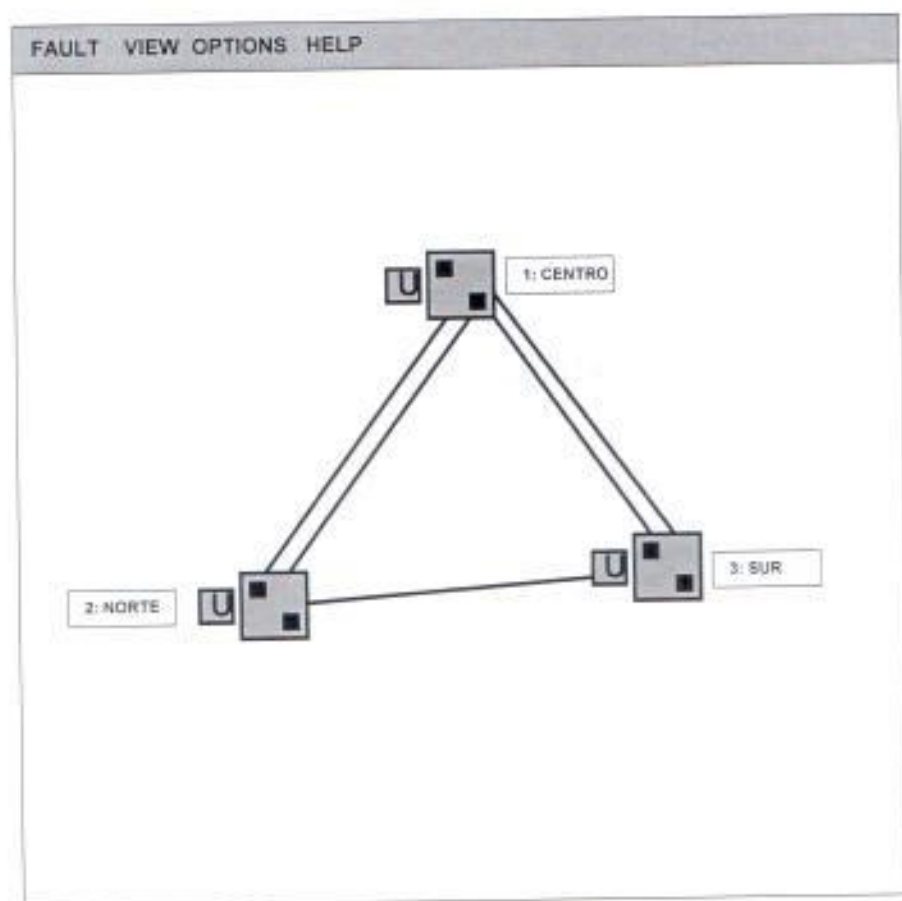 FAULT VIEW OPTIONS HELP
U
1: CENTRO
U
3: SUR
2: NORTE
U